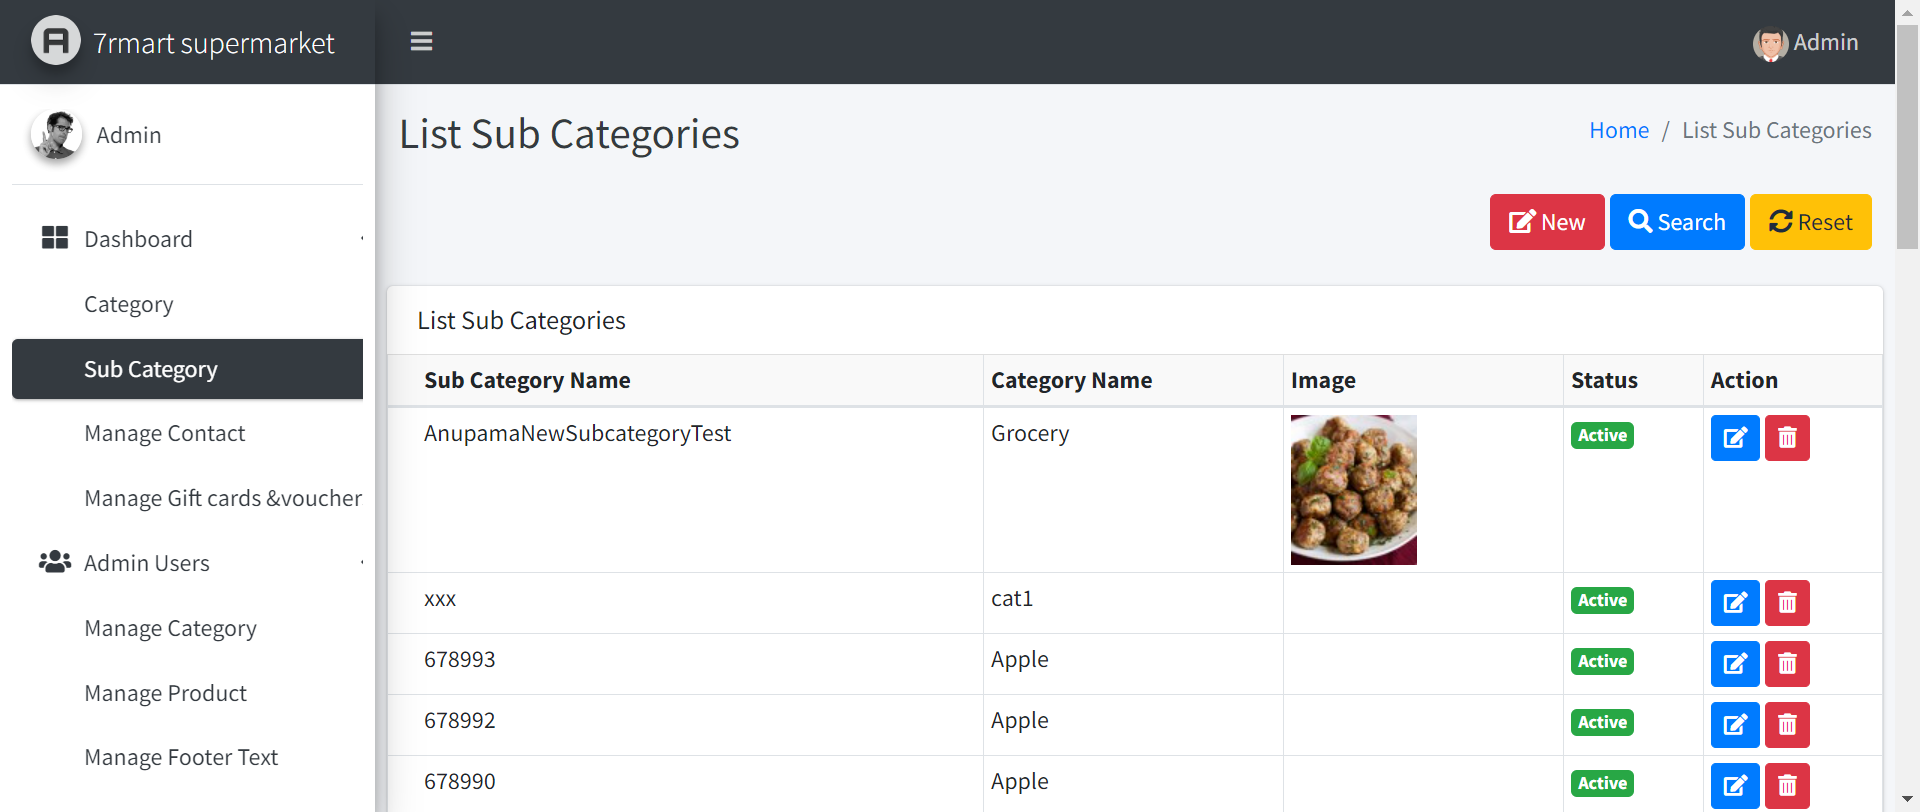 7rmart supermarket
Admin
Admin
List Sub Categories
Home / List Sub Categories
New
Search
Reset
Dashboard
Category
Sub Category
Manage Contact
Manage Gift cards &voucher
Admin Users
Manage Category
Manage Product
Manage Footer Text
List Sub Categories
Sub Category Name Category Name Image Status Action
AnupamaNewSubcategoryTest Grocery Active
xxx cat1 Active
678993 Apple Active
678992 Apple Active
678990 Apple Active